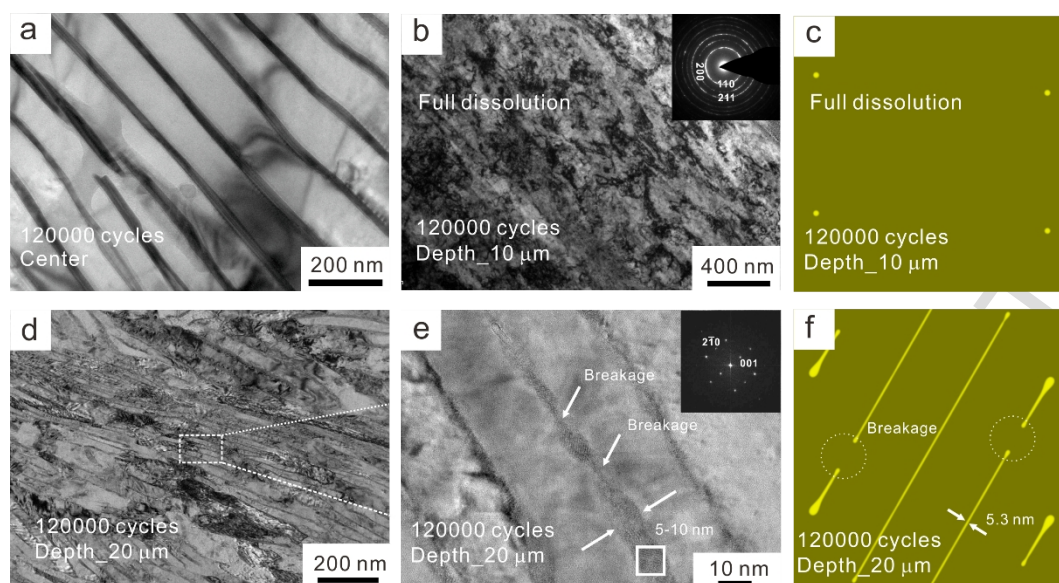 a
120000 cycles
Center
200 nm
b
Full dissolution
200
110
211
120000 cycles
Depth_10 μm
400 nm
c
Full dissolution
120000 cycles
Depth_10 μm
d
120000 cycles
Depth_20 μm
200 nm
e
210
001
Breakage
Breakage
5-10 nm
120000 cycles
Depth_20 μm
10 nm
f
Breakage
5.3 nm
120000 cycles
Depth_20 μm